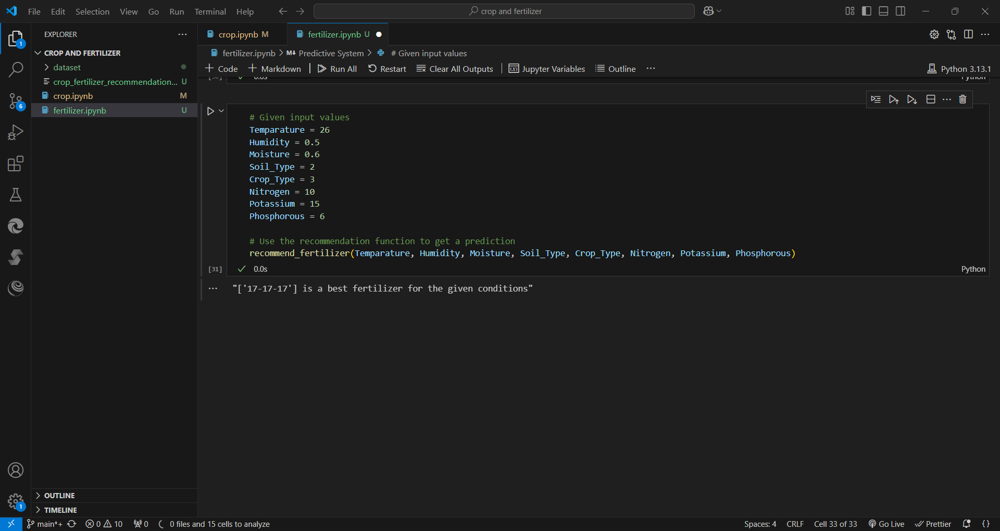 File Edit Selection View Go Run Terminal Help
crop and fertilizer
EXPLORER
CROP AND FERTILIZER
dataset
crop_fertilizer_recommendation... U
crop.ipynb M
fertilizer.ipynb U
OUTLINE
TIMELINE
1
6
1
crop.ipynb M
fertilizer.ipynb U
fertilizer.ipynb > M↓ Predictive System > # Given input values
+ Code + Markdown Run All Restart Clear All Outputs Jupyter Variables Outline ...
Python 3.13.1
# Given input values
Temparature = 26
Humidity = 0.5
Moisture = 0.6
Soil_Type = 2
Crop_Type = 3
Nitrogen = 10
Potassium = 15
Phosphorous = 6
# Use the recommendation function to get a prediction
recommend_fertilizer(Temparature, Humidity, Moisture, Soil_Type, Crop_Type, Nitrogen, Potassium, Phosphorous)
[31] 0.0s Python
"['17-17-17'] is a best fertilizer for the given conditions"
main*+ 0 10 0 0 files and 15 cells to analyze
Spaces: 4 CRLF Cell 33 of 33 Go Live Prettier {}